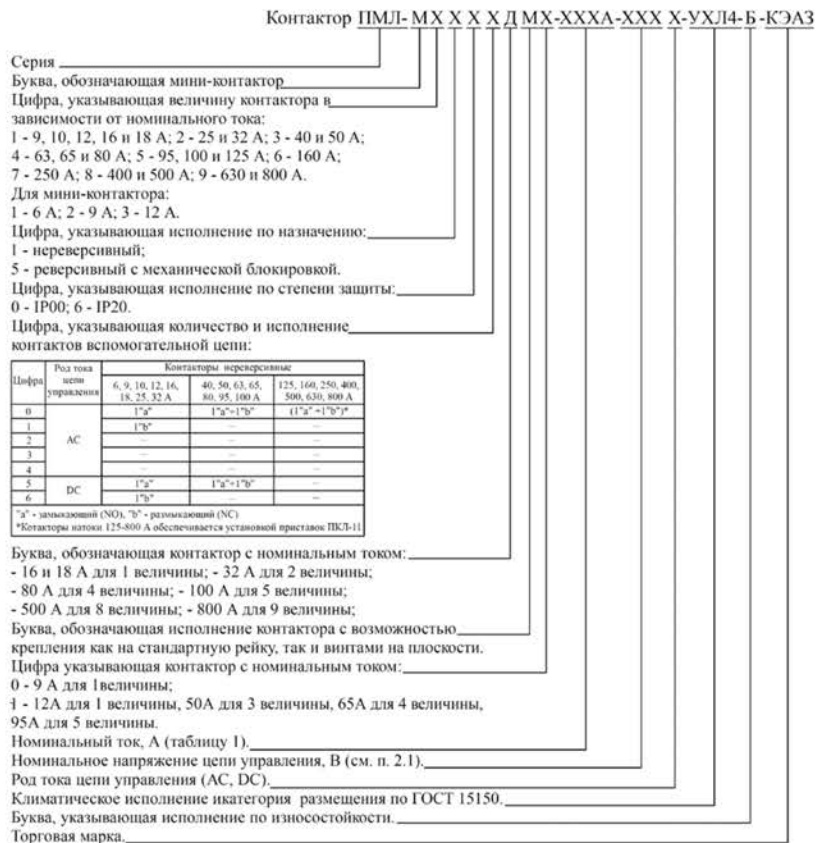 Контактор ПМЛ-МХ Х Х Х Д МХ-ХХХА-ХХХ Х-УХЛ4-Б-КЭАЗ
Серия
Буква, обозначающая мини-контактор
Цифра, указывающая величину контактора в
зависимости от номинального тока:
1 - 9, 10, 12, 16 и 18 А; 2 - 25 и 32 А; 3 - 40 и 50 А;
4 - 63, 65 и 80 А; 5 - 95, 100 и 125 А; 6 - 160 А;
7 - 250 А; 8 - 400 и 500 А; 9 - 630 и 800 А.
Для мини-контактора:
1 - 6 А; 2 - 9 А; 3 - 12 А.
Цифра, указывающая исполнение по назначению:
1 - нереверсивный;
5 - реверсивный с механической блокировкой.
Цифра, указывающая исполнение по степени защиты:
0 - IP00; 6 - IP20.
Цифра, указывающая количество и исполнение
контактов вспомогательной цепи:
Цифра Род тока цепи управления Контакторы нереверсивные
6, 9, 10, 12, 16, 18, 25, 32 А 40, 50, 63, 65, 80, 95, 100 А 125, 160, 250, 400, 500, 630, 800 А
0 АС 1"а" 1"а"+1"b" (1"а" +1"b")*
1 1"b" – –
2 – – –
3 – – –
4 – – –
5 DC 1"а" 1"а"+1"b" –
6 1"b" – –
"а" - замыкающий (NO), "b" - размыкающий (NC)
*Котакторы натоки 125-800 А обеспечивается установкой приставок ПКЛ-11
Буква, обозначающая контактор с номинальным током:
- 16 и 18 А для 1 величины; - 32 А для 2 величины;
- 80 А для 4 величины; - 100 А для 5 величины;
- 500 А для 8 величины; - 800 А для 9 величины;
Буква, обозначающая исполнение контактора с возможностью
крепления как на стандартную рейку, так и винтами на плоскости.
Цифра указывающая контактор с номинальным током:
0 - 9 А для 1величины;
1 - 12А для 1 величины, 50А для 3 величины, 65А для 4 величины,
95А для 5 величины.
Номинальный ток, А (таблицу 1).
Номинальное напряжение цепи управления, В (см. п. 2.1).
Род тока цепи управления (АС, DC).
Климатическое исполнение икатегория размещения по ГОСТ 15150.
Буква, указывающая исполнение по износостойкости.
Торговая марка.